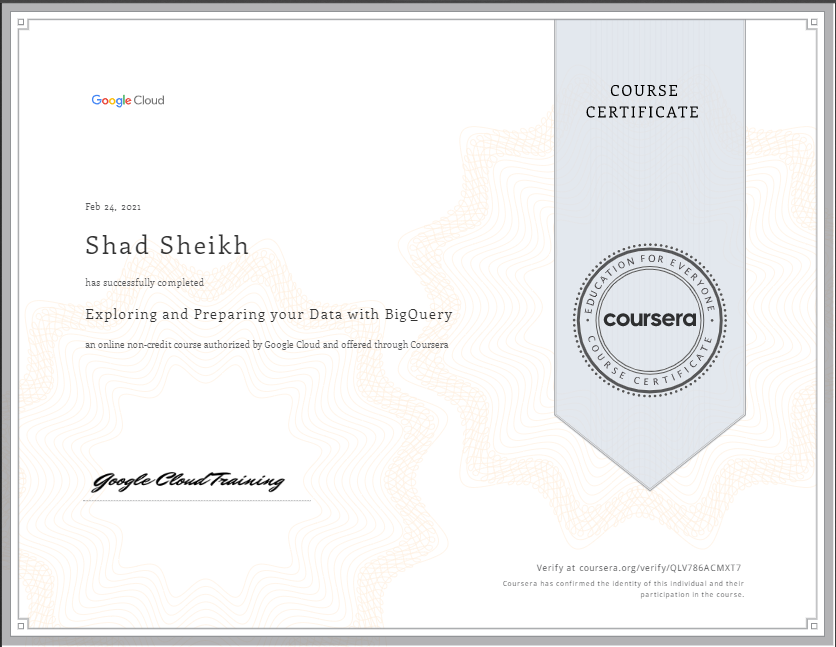 Google Cloud
COURSE
CERTIFICATE
Feb 24, 2021
Shad Sheikh
has successfully completed
Exploring and Preparing your Data with BigQuery
an online non-credit course authorized by Google Cloud and offered through Coursera
EDUCATION FOR EVERYONE
coursera
COURSE CERTIFICATE
Google Cloud Training
Verify at coursera.org/verify/QLV786ACMXT7
Coursera has confirmed the identity of this individual and their
participation in the course.